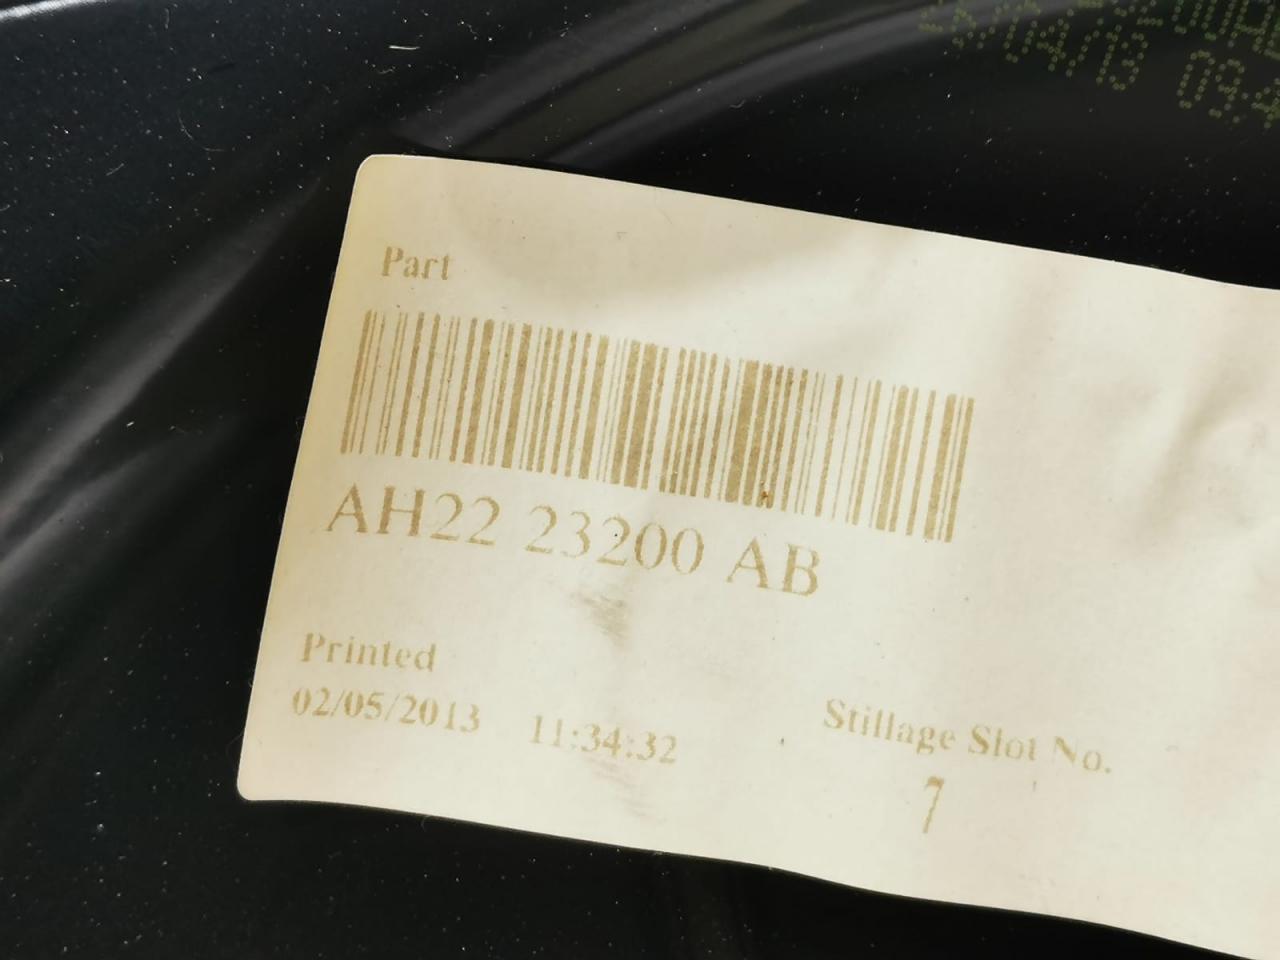 Part
AH22 23200 AB
Printed
02/05/2013 11:34:32
Stillage Slot No.
7